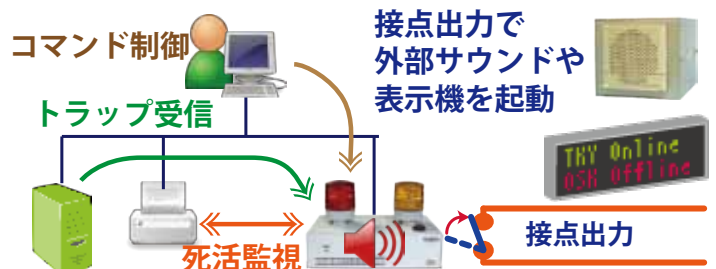 コマンド制御
接点出力で
外部サウンドや
表示機を起動
トラップ受信
TKY Online
OSK Offline
死活監視
接点出力